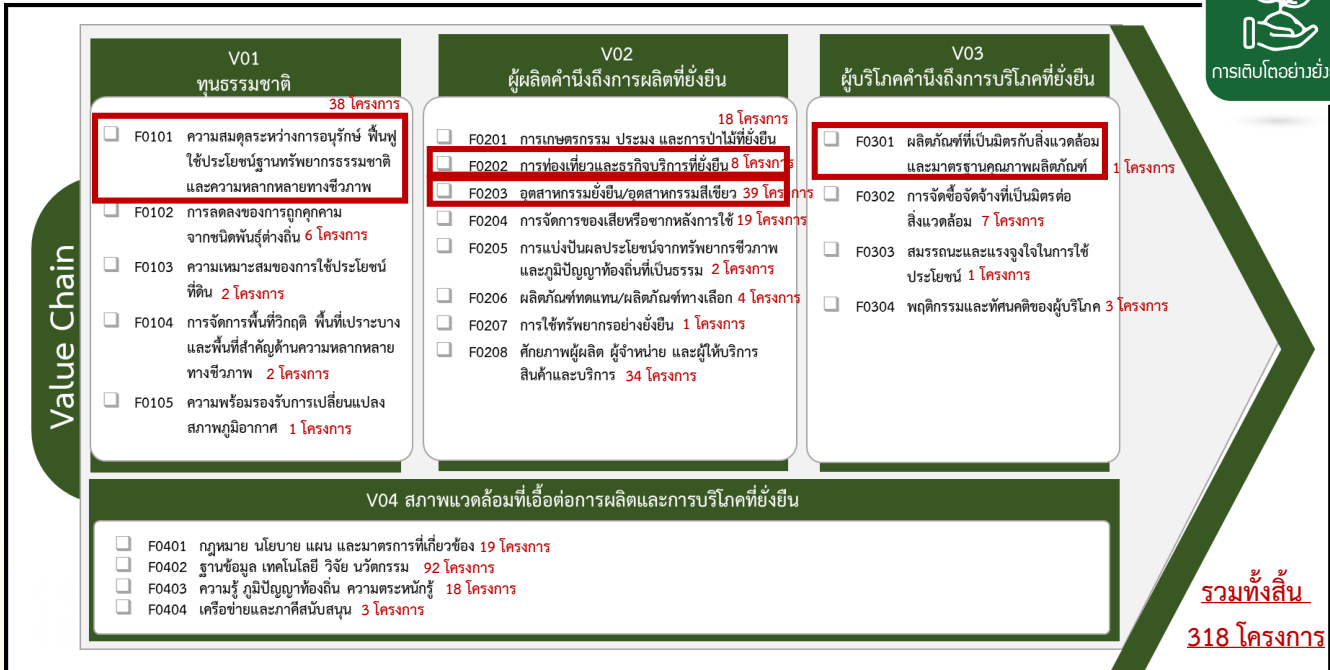 การเติบโตอย่างยั่ง
Value Chain
V01
ทุนธรรมชาติ
38 โครงการ
F0101 ความสมดุลระหว่างการอนุรักษ์ ฟื้นฟู
ใช้ประโยชน์ฐานทรัพยากรธรรมชาติ
และความหลากหลายทางชีวภาพ
F0102 การลดลงของการถูกคุกคาม
จากชนิดพันธุ์ต่างถิ่น 6 โครงการ
F0103 ความเหมาะสมของการใช้ประโยชน์
ที่ดิน 2 โครงการ
F0104 การจัดการพื้นที่วิกฤติ พื้นที่เปราะบาง
และพื้นที่สำคัญด้านความหลากหลาย
ทางชีวภาพ 2 โครงการ
F0105 ความพร้อมรองรับการเปลี่ยนแปลง
สภาพภูมิอากาศ 1 โครงการ
V02
ผู้ผลิตคำนึงถึงการผลิตที่ยั่งยืน
18 โครงการ
F0201 การเกษตรกรรม ประมง และการป่าไม้ที่ยั่งยืน
F0202 การท่องเที่ยวและธุรกิจบริการที่ยั่งยืน 8 โครงการ
F0203 อุตสาหกรรมยั่งยืน/อุตสาหกรรมสีเขียว 39 โครงการ
F0204 การจัดการของเสียหรือซากหลังการใช้ 19 โครงการ
F0205 การแบ่งปันผลประโยชน์จากทรัพยากรชีวภาพ
และภูมิปัญญาท้องถิ่นที่เป็นธรรม 2 โครงการ
F0206 ผลิตภัณฑ์ทดแทน/ผลิตภัณฑ์ทางเลือก 4 โครงการ
F0207 การใช้ทรัพยากรอย่างยั่งยืน 1 โครงการ
F0208 ศักยภาพผู้ผลิต ผู้จำหน่าย และผู้ให้บริการ
สินค้าและบริการ 34 โครงการ
V03
ผู้บริโภคคำนึงถึงการบริโภคที่ยั่งยืน
F0301 ผลิตภัณฑ์ที่เป็นมิตรกับสิ่งแวดล้อม
และมาตรฐานคุณภาพผลิตภัณฑ์ 1 โครงการ
F0302 การจัดซื้อจัดจ้างที่เป็นมิตรต่อ
สิ่งแวดล้อม 7 โครงการ
F0303 สมรรถนะและแรงจูงใจในการใช้
ประโยชน์ 1 โครงการ
F0304 พฤติกรรมและทัศนคติของผู้บริโภค 3 โครงการ
V04 สภาพแวดล้อมที่เอื้อต่อการผลิตและการบริโภคที่ยั่งยืน
F0401 กฎหมาย นโยบาย แผน และมาตรการที่เกี่ยวข้อง 19 โครงการ
F0402 ฐานข้อมูล เทคโนโลยี วิจัย นวัตกรรม 92 โครงการ
F0403 ความรู้ ภูมิปัญญาท้องถิ่น ความตระหนักรู้ 18 โครงการ
F0404 เครือข่ายและภาคีสนับสนุน 3 โครงการ
รวมทั้งสิ้น
318 โครงการ